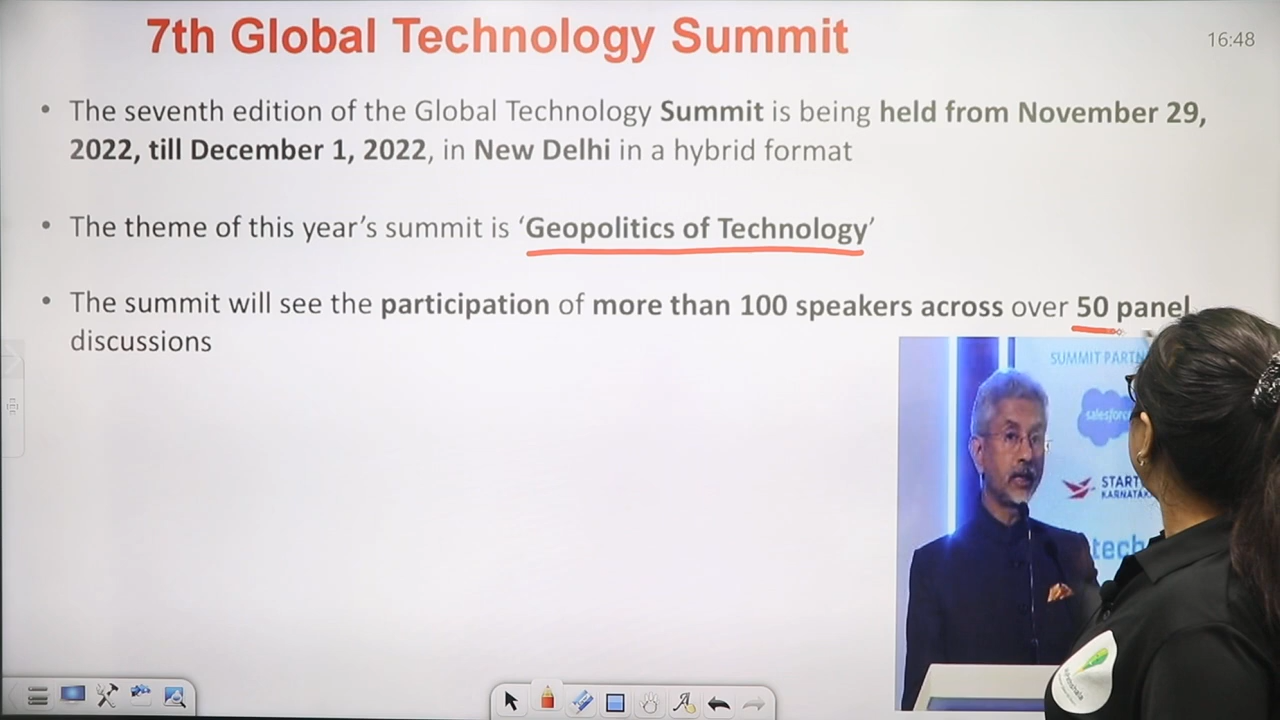 7th Global Technology Summit
16:48
• The seventh edition of the Global Technology Summit is being held from November 29,
2022, till December 1, 2022, in New Delhi in a hybrid format
• The theme of this year's summit is ‘Geopolitics of Technology’
• The summit will see the participation of more than 100 speakers across over 50 panel
discussions
SUMMIT PARTN
salesforc
START
KARNATAKA
tech